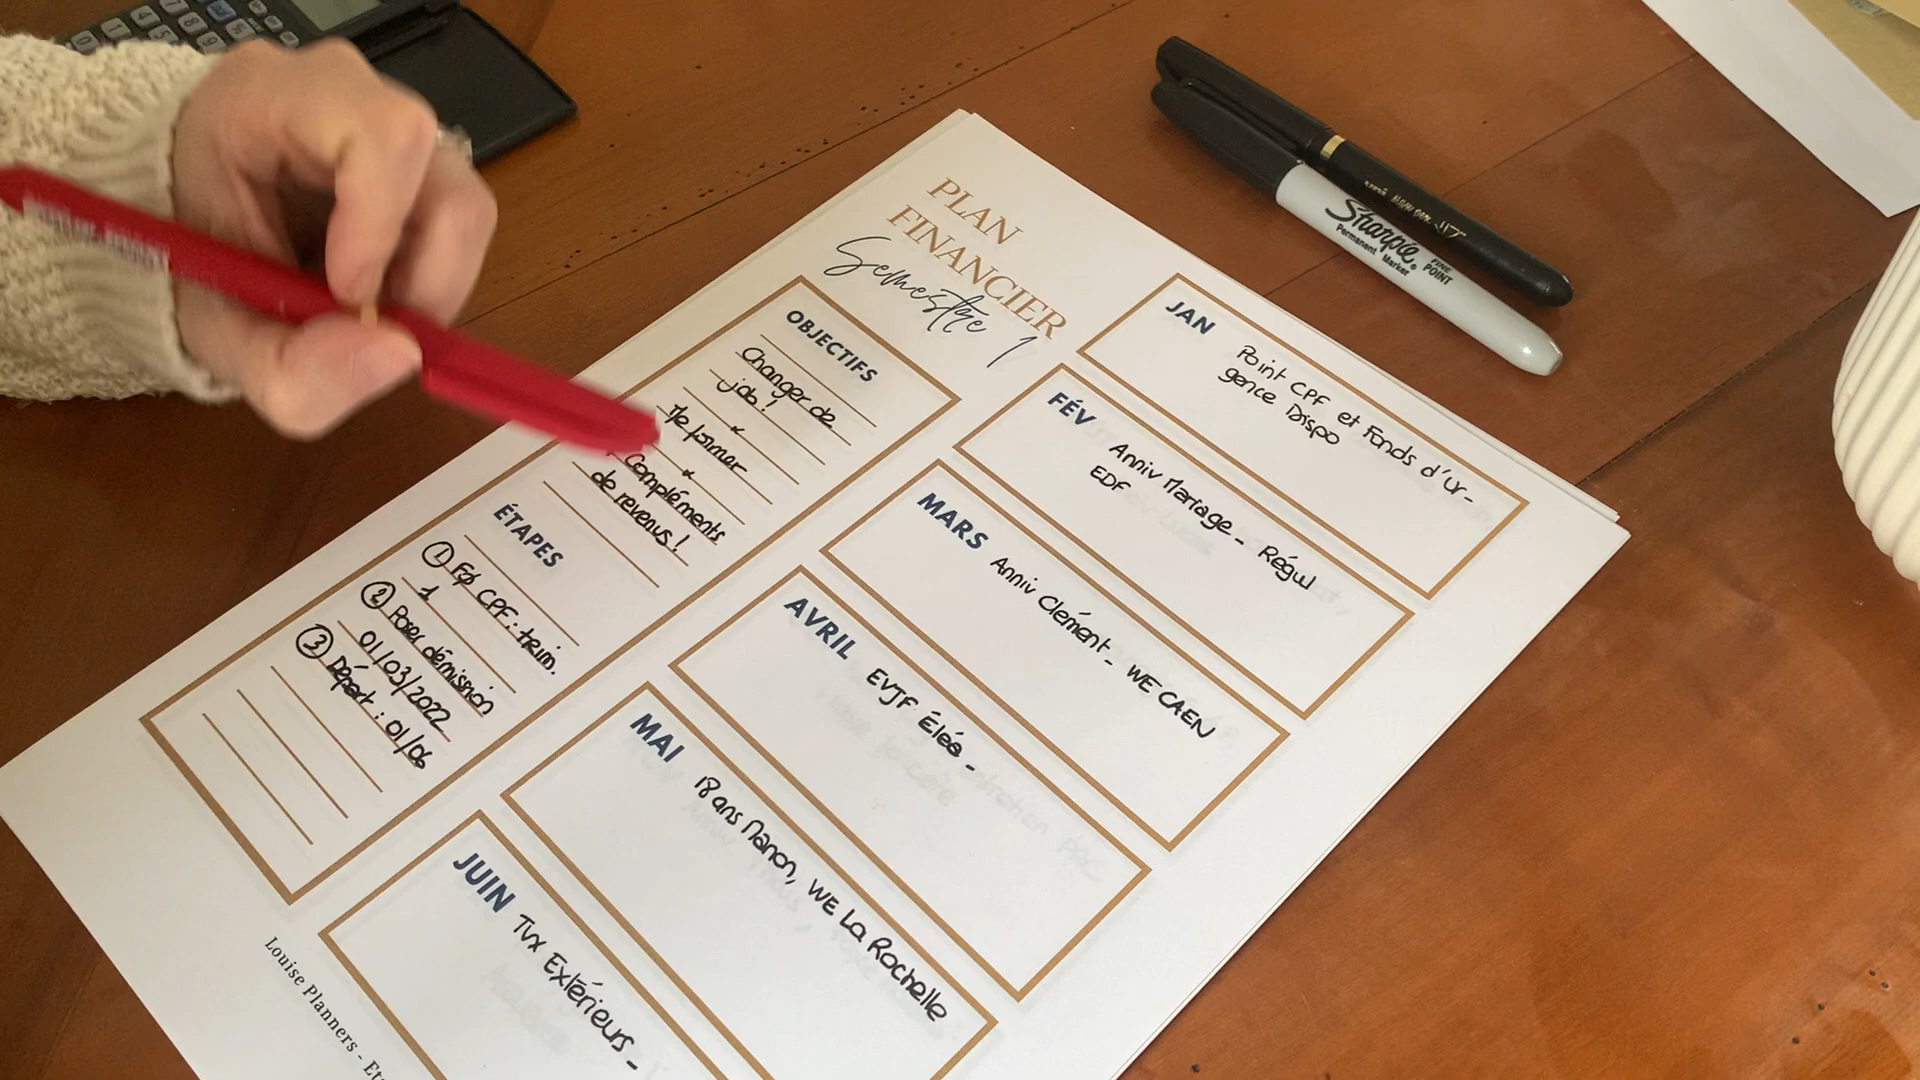 PLAN
FINANCIER
Semestre 1
OBJECTIFS
Changer de
job !
Me former
Compléments
de revenus !
ÉTAPES
① F° CPF : trim.
1
② Poser démission
01/03/2022
③ Départ : 01/06
JAN
Point CPF et Fonds d'Ur-
gence Dispo
FÉV
Anniv Mariage - Régul
EDF
MARS
Anniv Clément - WE CAEN
AVRIL
EVJF Éléa -
MAI
18 ans Manon, WE La Rochelle
JUIN
Tvx Extérieurs -
Louise Planners -
Sharpie
FINE
POINT
Permanent Marker